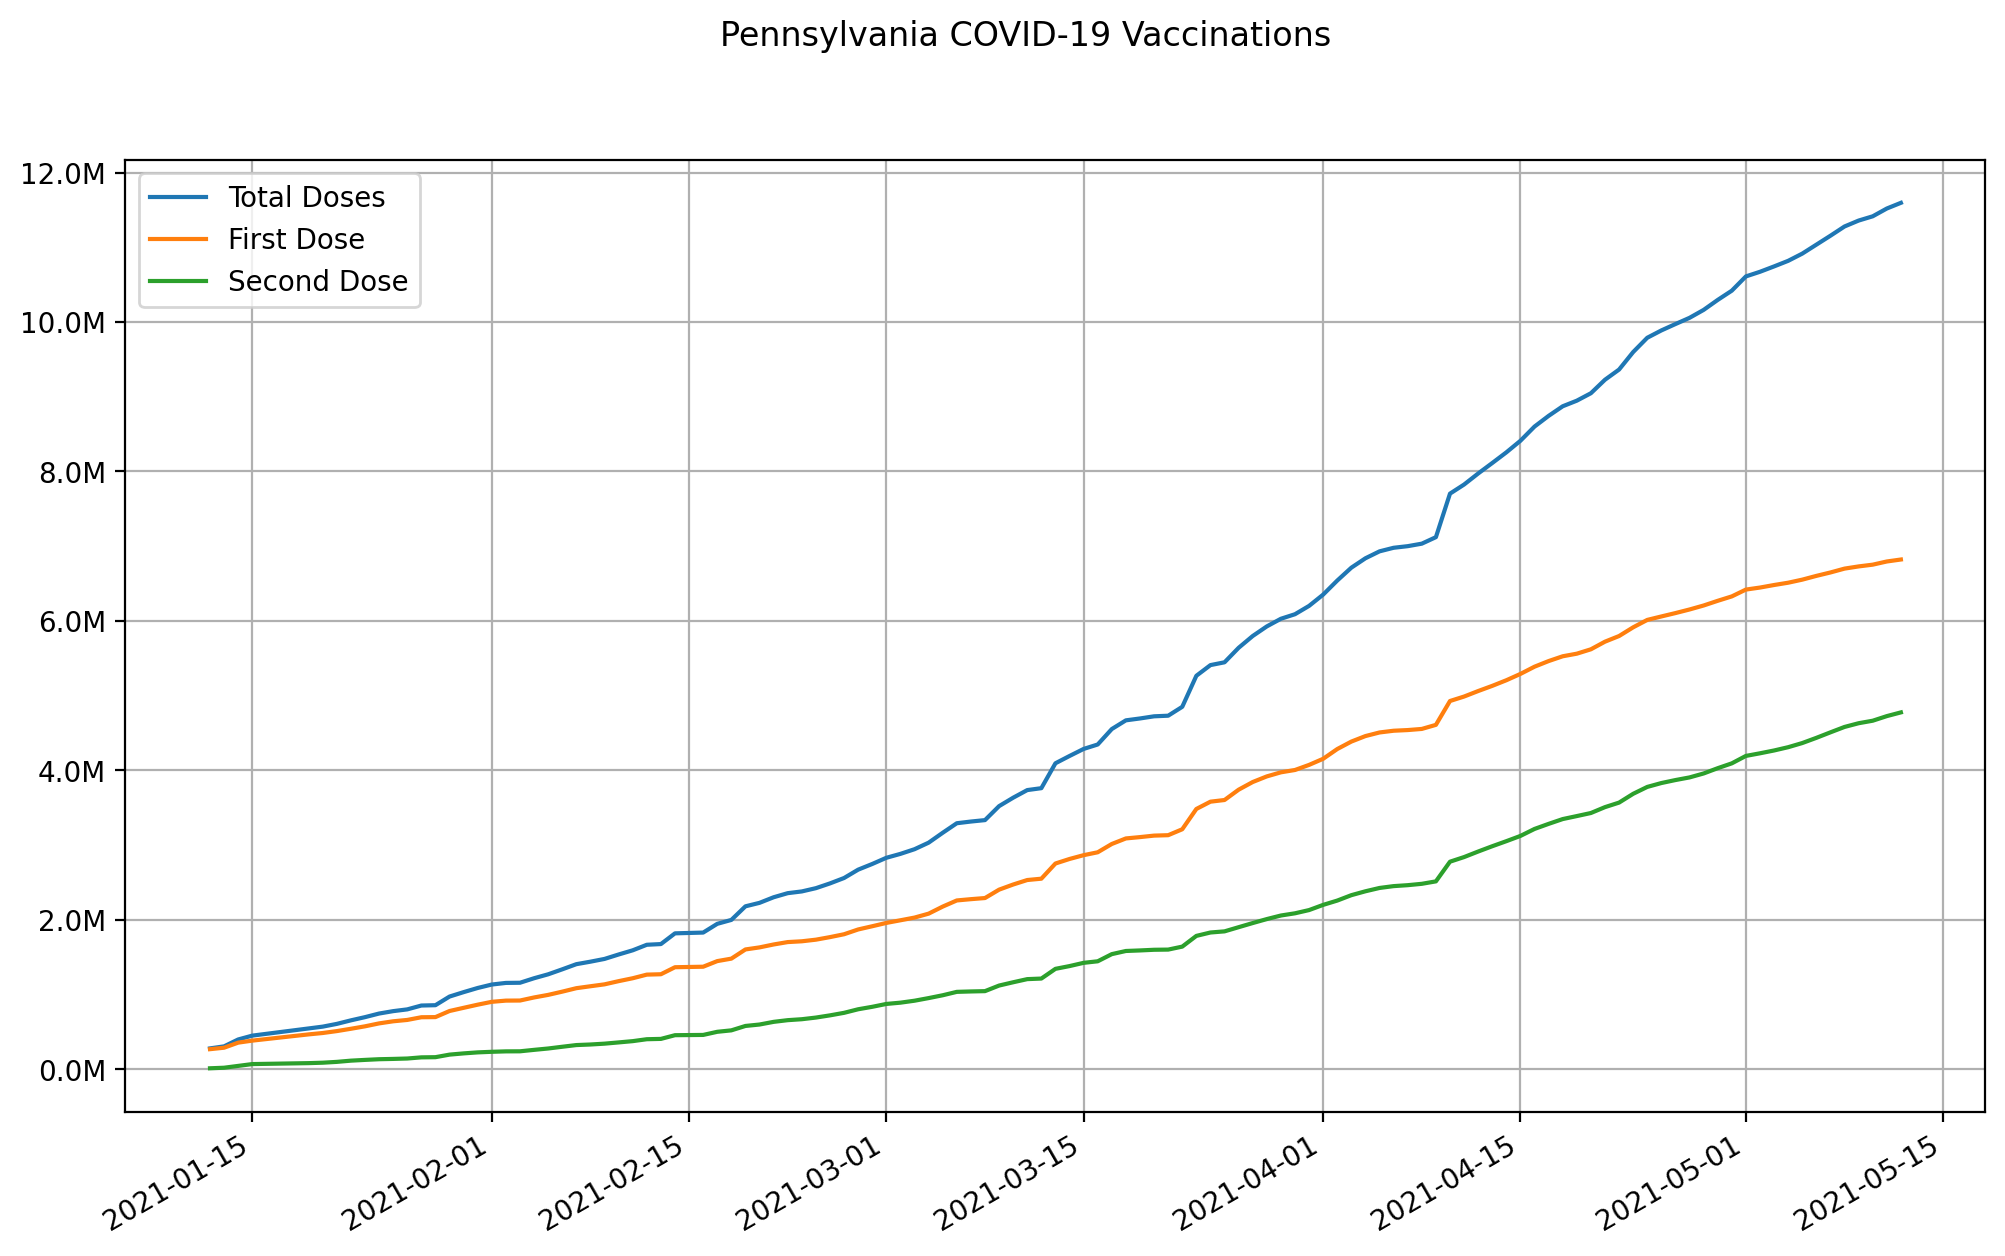 Pennsylvania COVID-19 Vaccinations
12.0M
10.0M
8.0M
6.0M
4.0M
2.0M
0.0M
Total Doses
First Dose
Second Dose
2021-01-15
2021-02-01
2021-02-15
2021-03-01
2021-03-15
2021-04-01
2021-04-15
2021-05-01
2021-05-15